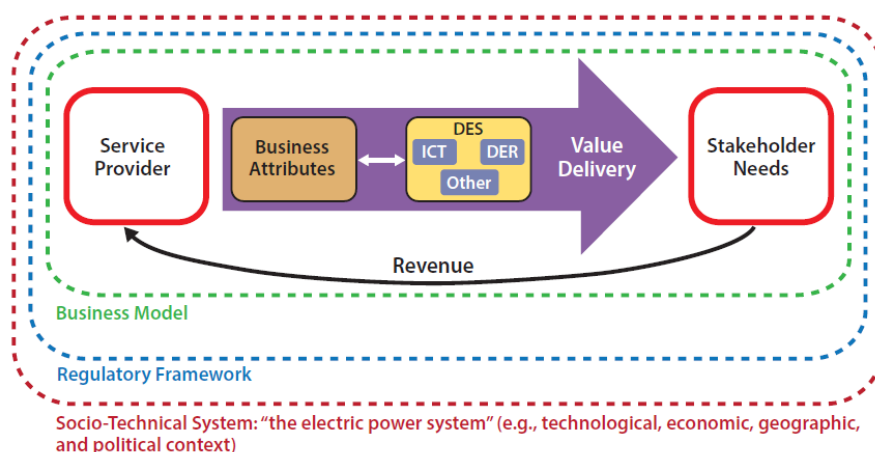 Service
Provider
Business
Attributes
DES
ICT
DER
Other
Value
Delivery
Stakeholder
Needs
Revenue
Business Model
Regulatory Framework
Socio-Technical System: “the electric power system” (e.g., technological, economic, geographic,
and political context)